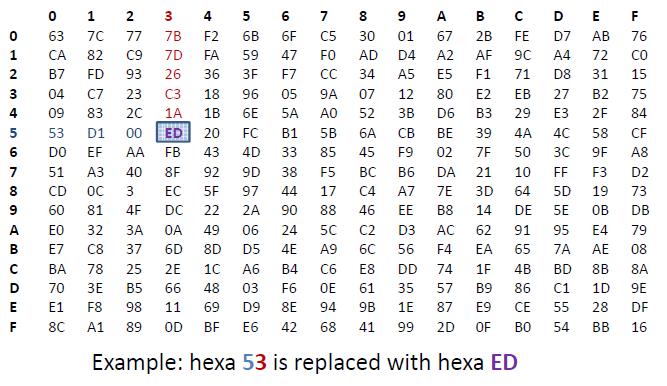 0 1 2 3 4 5 6 7 8 9 A B C D E F
0 63 7C 77 7B F2 6B 6F C5 30 01 67 2B FE D7 AB 76
1 CA 82 C9 7D FA 59 47 F0 AD D4 A2 AF 9C A4 72 C0
2 B7 FD 93 26 36 3F F7 CC 34 A5 E5 F1 71 D8 31 15
3 04 C7 23 C3 18 96 05 9A 07 12 80 E2 EB 27 B2 75
4 09 83 2C 1A 1B 6E 5A A0 52 3B D6 B3 29 E3 2F 84
5 53 D1 00 ED 20 FC B1 5B 6A CB BE 39 4A 4C 58 CF
6 D0 EF AA FB 43 4D 33 85 45 F9 02 7F 50 3C 9F A8
7 51 A3 40 8F 92 9D 38 F5 BC B6 DA 21 10 FF F3 D2
8 CD 0C 3 EC 5F 97 44 17 C4 A7 7E 3D 64 5D 19 73
9 60 81 4F DC 22 2A 90 88 46 EE B8 14 DE 5E 0B DB
A E0 32 3A 0A 49 06 24 5C C2 D3 AC 62 91 95 E4 79
B E7 C8 37 6D 8D D5 4E A9 6C 56 F4 EA 65 7A AE 08
C BA 78 25 2E 1C A6 B4 C6 E8 DD 74 1F 4B BD 8B 8A
D 70 3E B5 66 48 03 F6 0E 61 35 57 B9 86 C1 1D 9E
E E1 F8 98 11 69 D9 8E 94 9B 1E 87 E9 CE 55 28 DF
F 8C A1 89 0D BF E6 42 68 41 99 2D 0F B0 54 BB 16
Example: hexa 53 is replaced with hexa ED